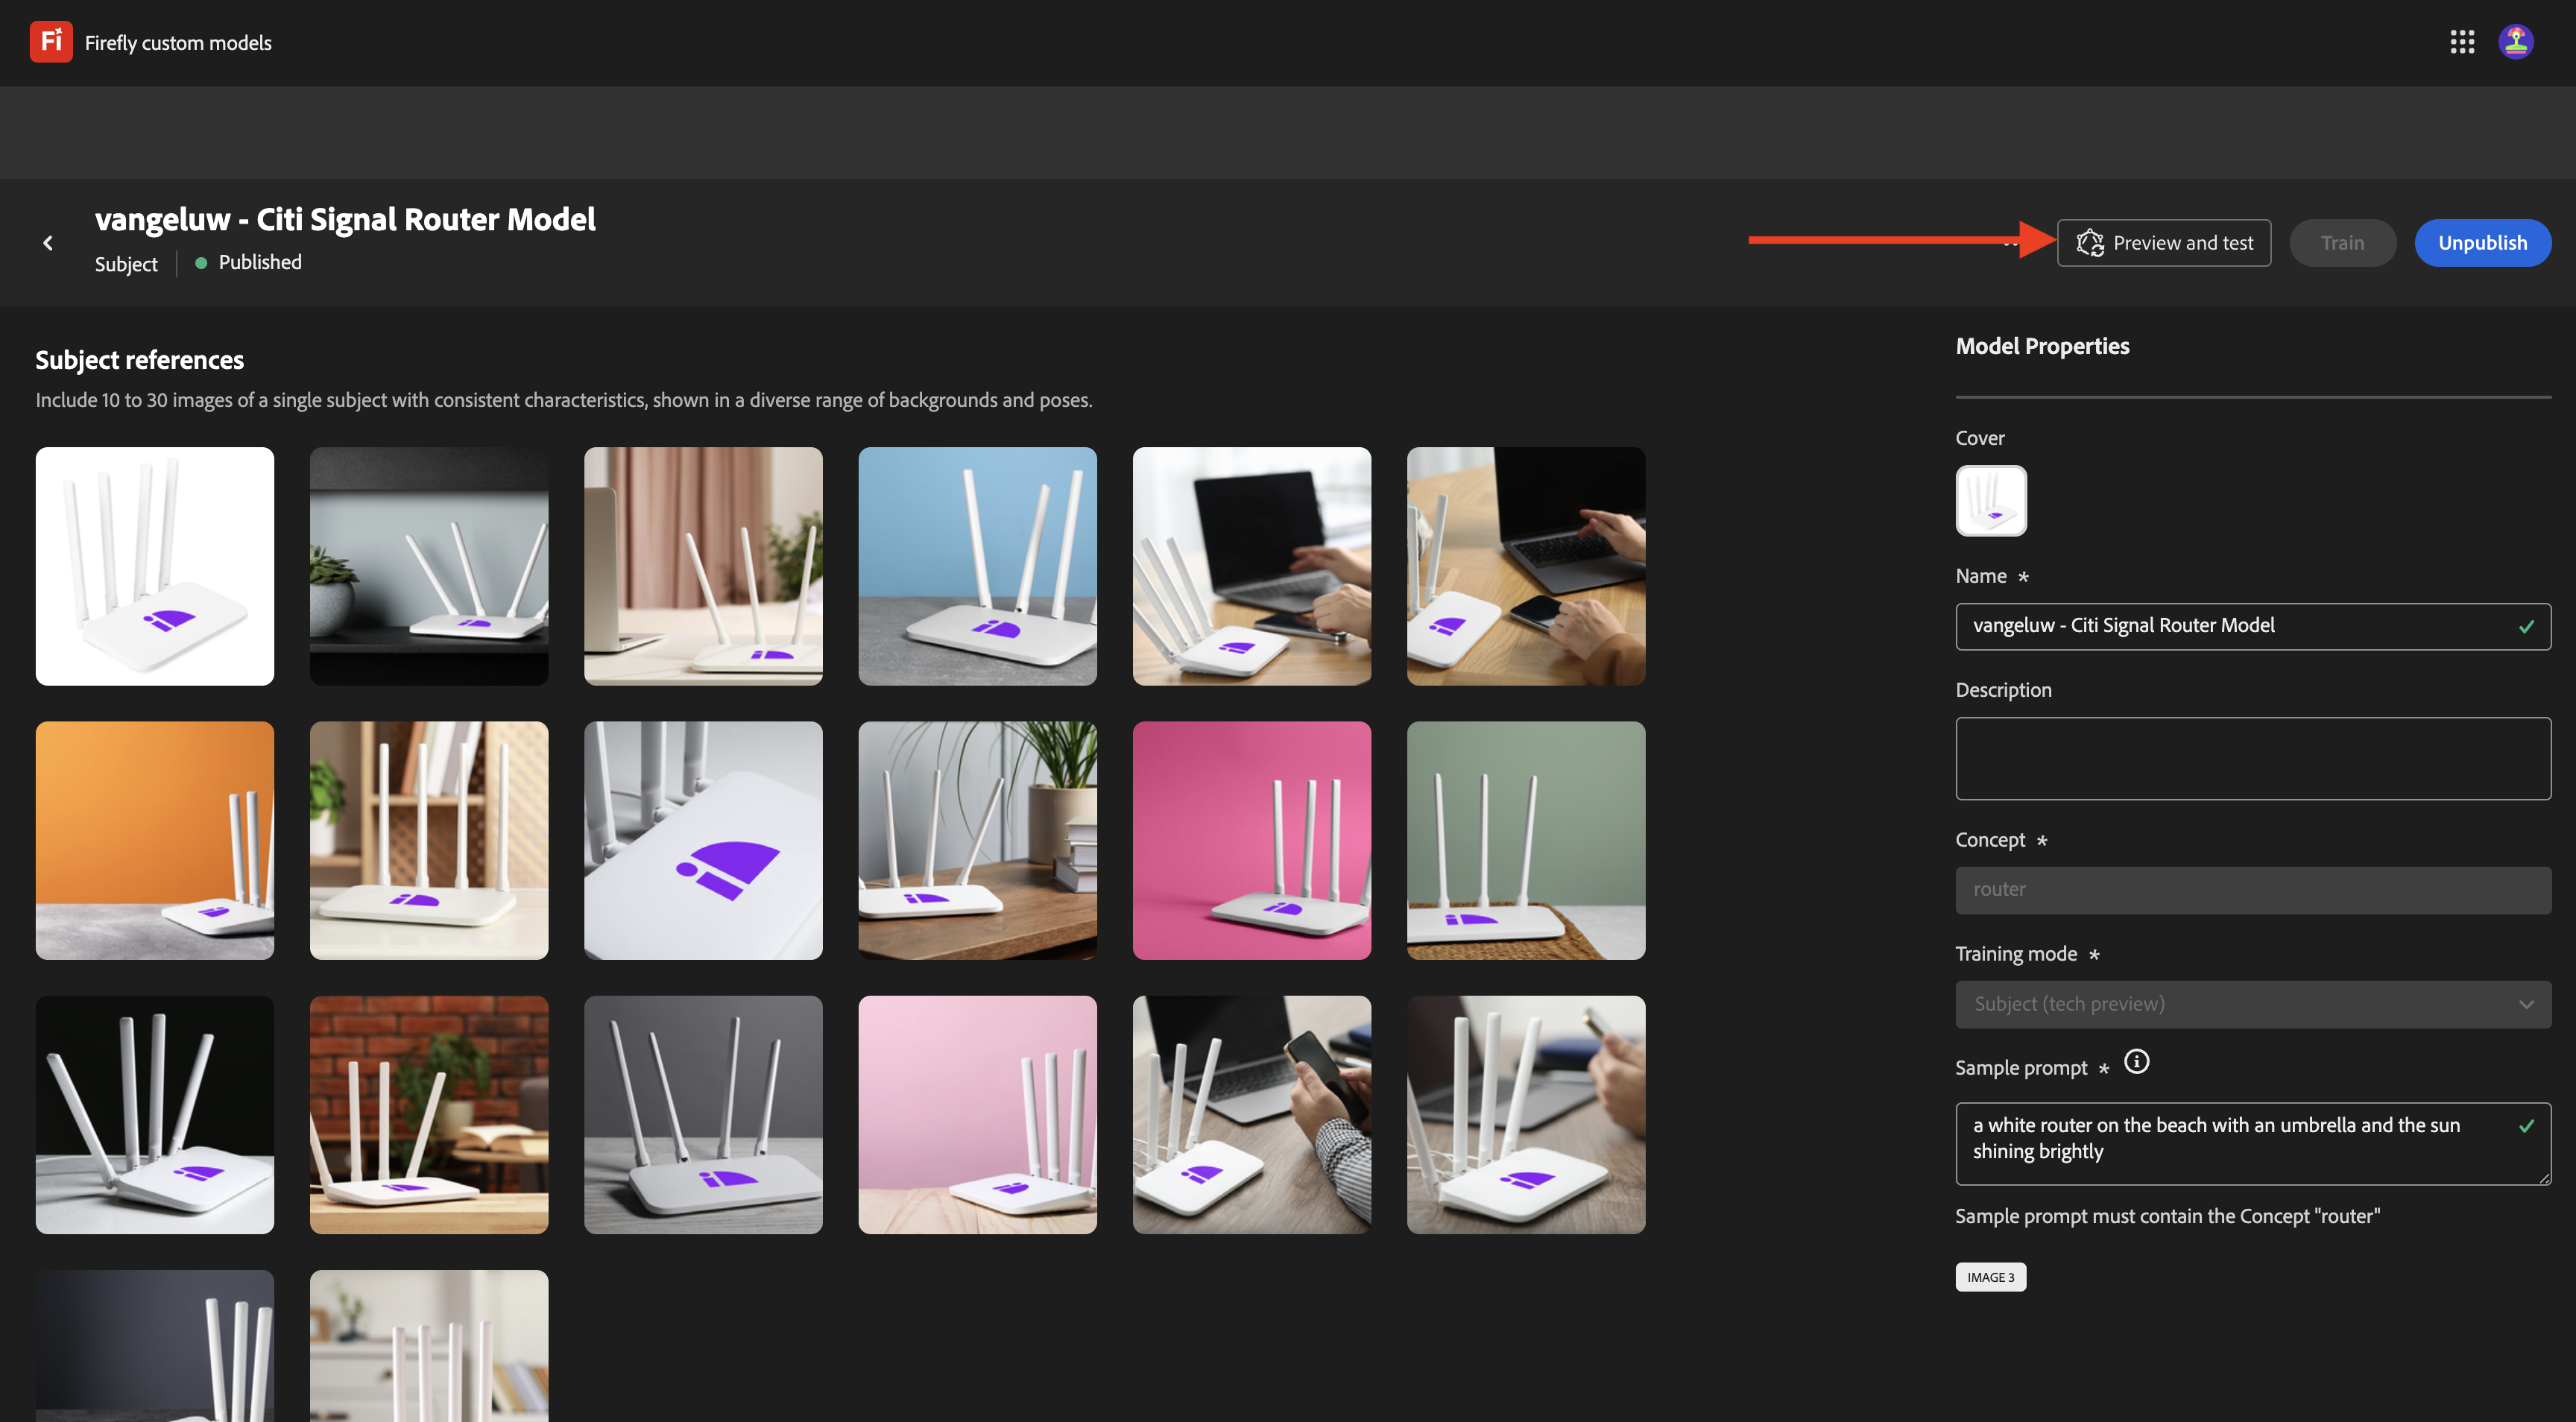 Fi
Firefly custom models
vangeluw - Citi Signal Router Model
Subject
Published
Preview and test
Train
Unpublish
Subject references
Include 10 to 30 images of a single subject with consistent characteristics, shown in a diverse range of backgrounds and poses.
Model Properties
Cover
Name *
vangeluw - Citi Signal Router Model
Description
Concept *
router
Training mode *
Subject (tech preview)
Sample prompt *
a white router on the beach with an umbrella and the sun
shining brightly
Sample prompt must contain the Concept "router"
IMAGE 3